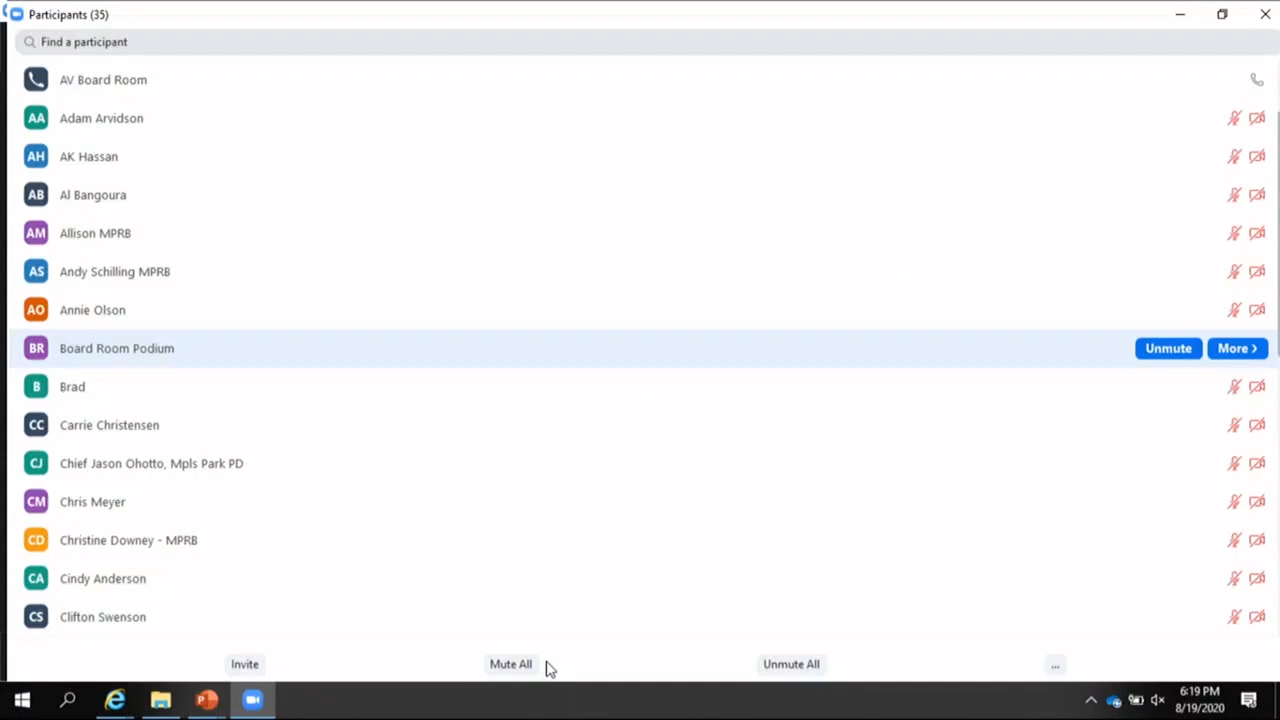 Participants (35)
Find a participant
AV Board Room
AA Adam Arvidson
AH AK Hassan
AB Al Bangoura
AM Allison MPRB
AS Andy Schilling MPRB
AO Annie Olson
BR Board Room Podium Unmute More >
B Brad
CC Carrie Christensen
CJ Chief Jason Ohotto, Mpls Park PD
CM Chris Meyer
CD Christine Downey - MPRB
CA Cindy Anderson
CS Clifton Swenson
Invite Mute All Unmute All ...
6:19 PM
8/19/2020